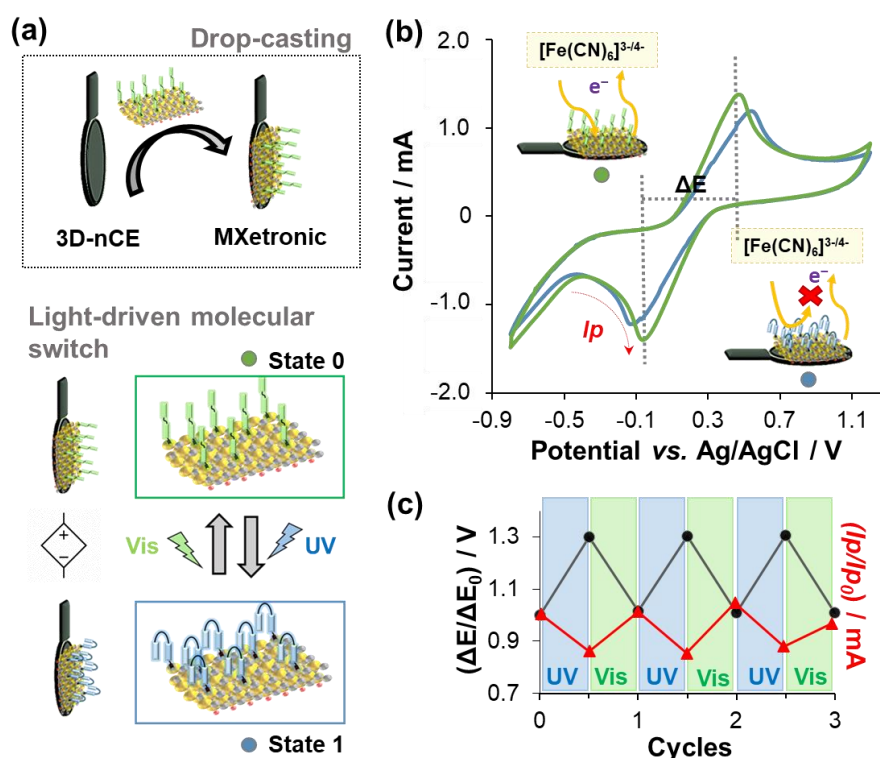 (a)
Drop-casting
3D-nCE
MXetronic
Light-driven molecular
switch
State 0
Vis
UV
+
−
State 1
(b)
2.0
1.0
0
-1.0
-2.0
Current / mA
[Fe(CN)6]3-/4-
e−
ΔE
[Fe(CN)6]3-/4-
e−
Ip
-0.9
-0.5
-0.1
0.3
0.7
1.1
Potential vs. Ag/AgCl / V
(c)
1.3
1.1
0.9
0.7
(ΔE/ΔE0) / V
(Ip/Ip0) / mA
UV
Vis
UV
Vis
UV
Vis
0
1
2
3
Cycles